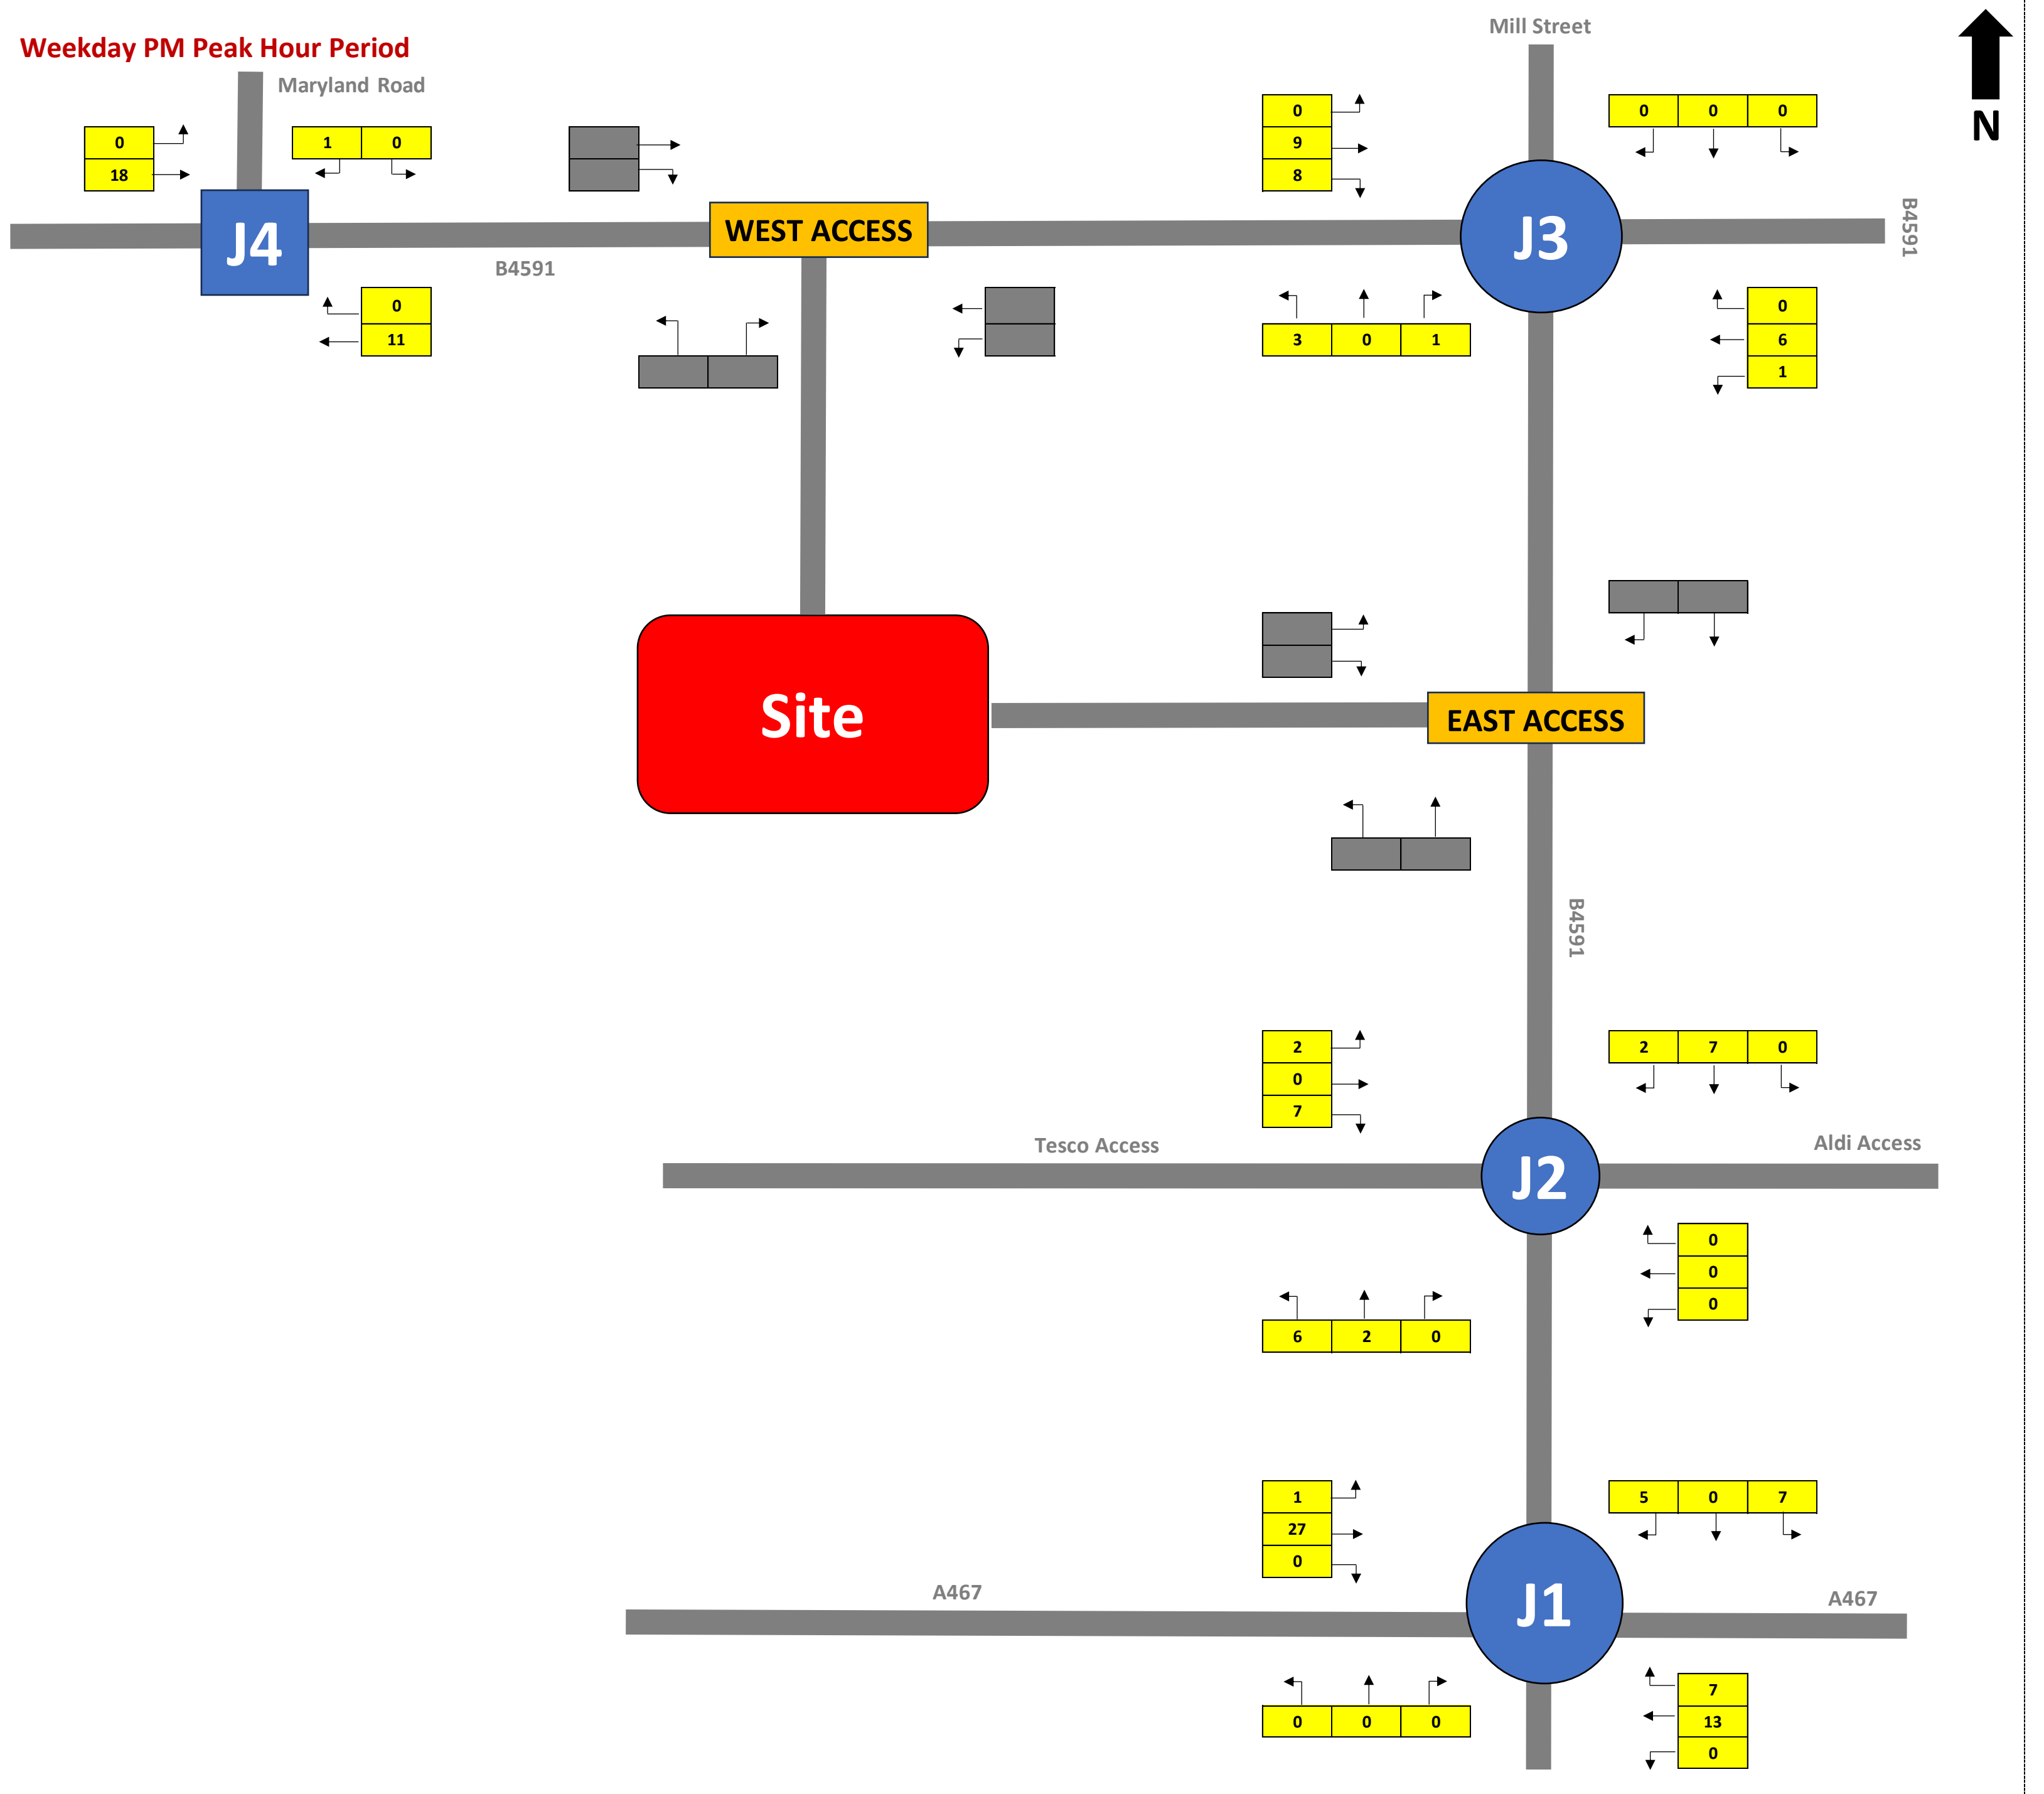 Mill Street
Weekday PM Peak Hour Period
N
Maryland Road
0
18
1 0
0
9
8
0 0 0
J4
WEST ACCESS
J3
B4591
B4591
0
11
3 0 1
0
6
1
Site
EAST ACCESS
B4591
2
0
7
2 7 0
Tesco Access
Aldi Access
J2
0
0
0
6 2 0
1
27
0
5 0 7
A467
A467
J1
0 0 0
7
13
0